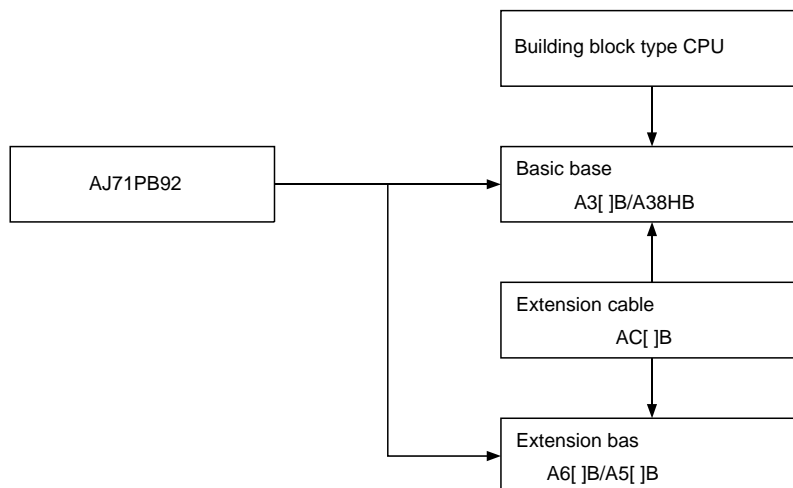 Building block type CPU
AJ71PB92
Basic base
A3[ ]B/A38HB
Extension cable
AC[ ]B
Extension bas
A6[ ]B/A5[ ]B